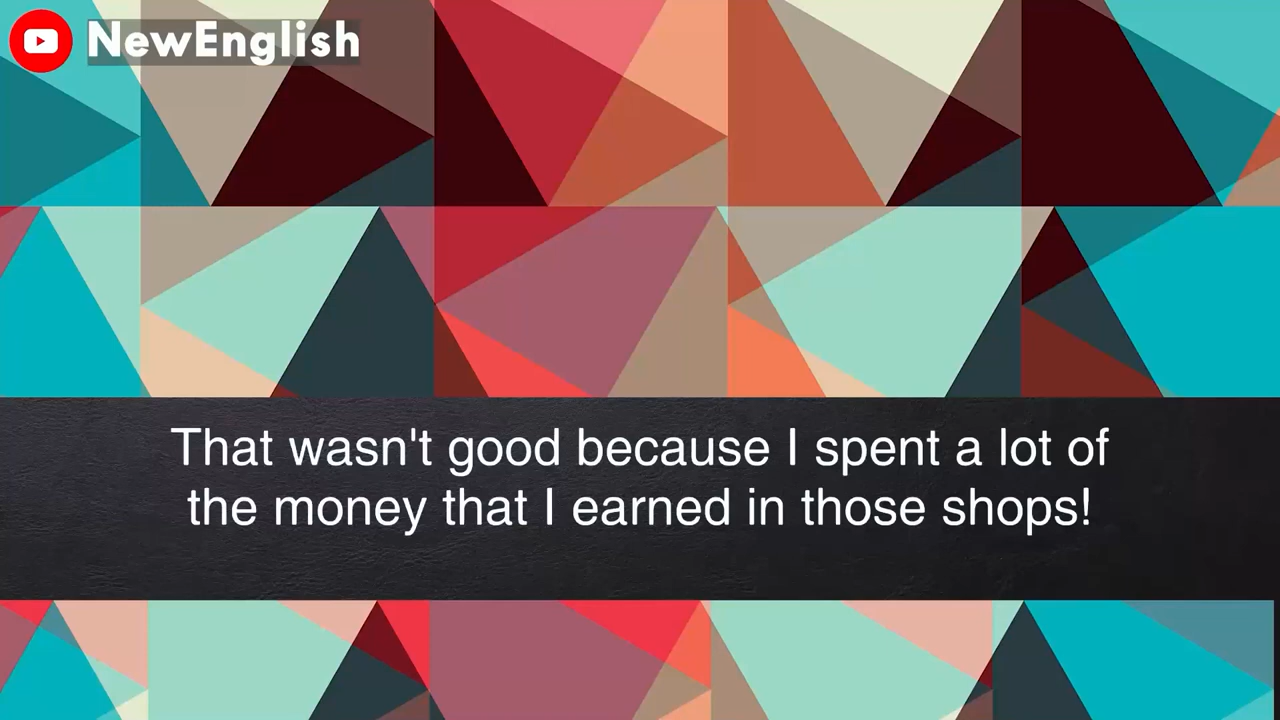 NewEnglish
That wasn't good because I spent a lot of
the money that I earned in those shops!